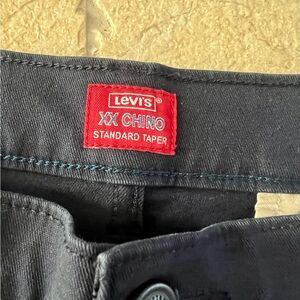 LEVI'S®
XX CHINO
STANDARD TAPER